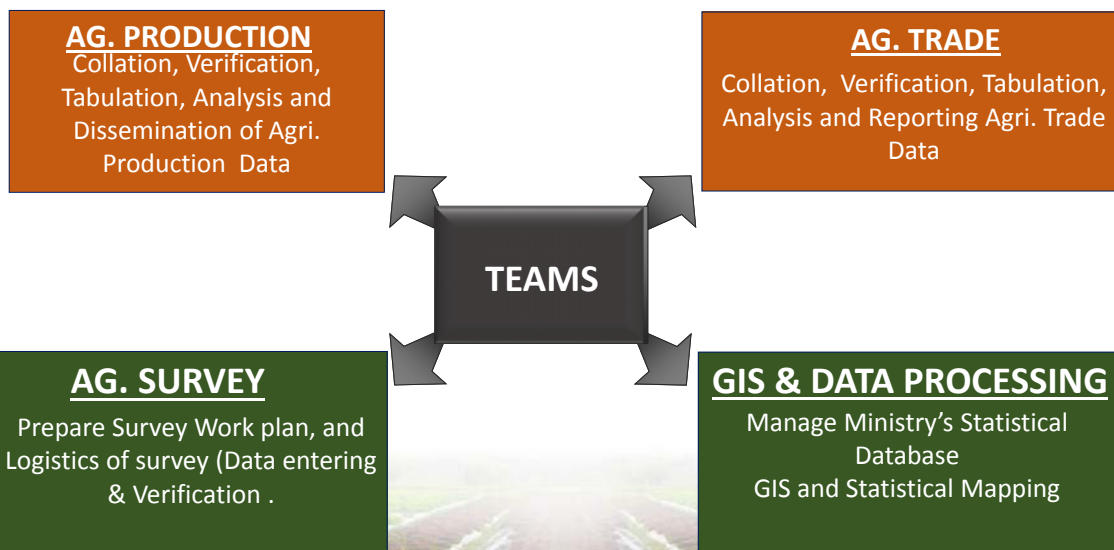 AG. PRODUCTION
Collation, Verification,
Tabulation, Analysis and
Dissemination of Agri.
Production Data
AG. TRADE
Collation, Verification, Tabulation,
Analysis and Reporting Agri. Trade
Data
TEAMS
AG. SURVEY
Prepare Survey Work plan, and
Logistics of survey (Data entering
& Verification .
GIS & DATA PROCESSING
Manage Ministry’s Statistical
Database
GIS and Statistical Mapping